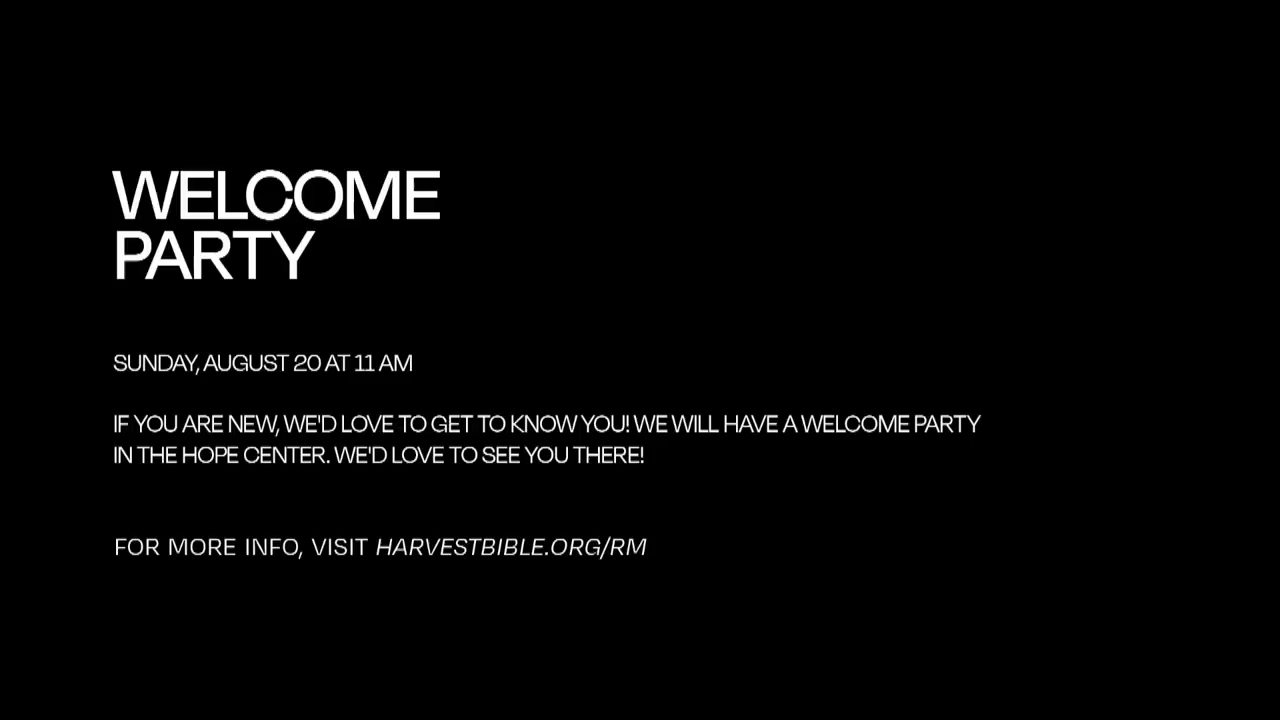 WELCOME
PARTY
SUNDAY, AUGUST 20 AT 11 AM
IF YOU ARE NEW, WE'D LOVE TO GET TO KNOW YOU! WE WILL HAVE A WELCOME PARTY
IN THE HOPE CENTER. WE'D LOVE TO SEE YOU THERE!
FOR MORE INFO, VISIT HARVESTBIBLE.ORG/RM